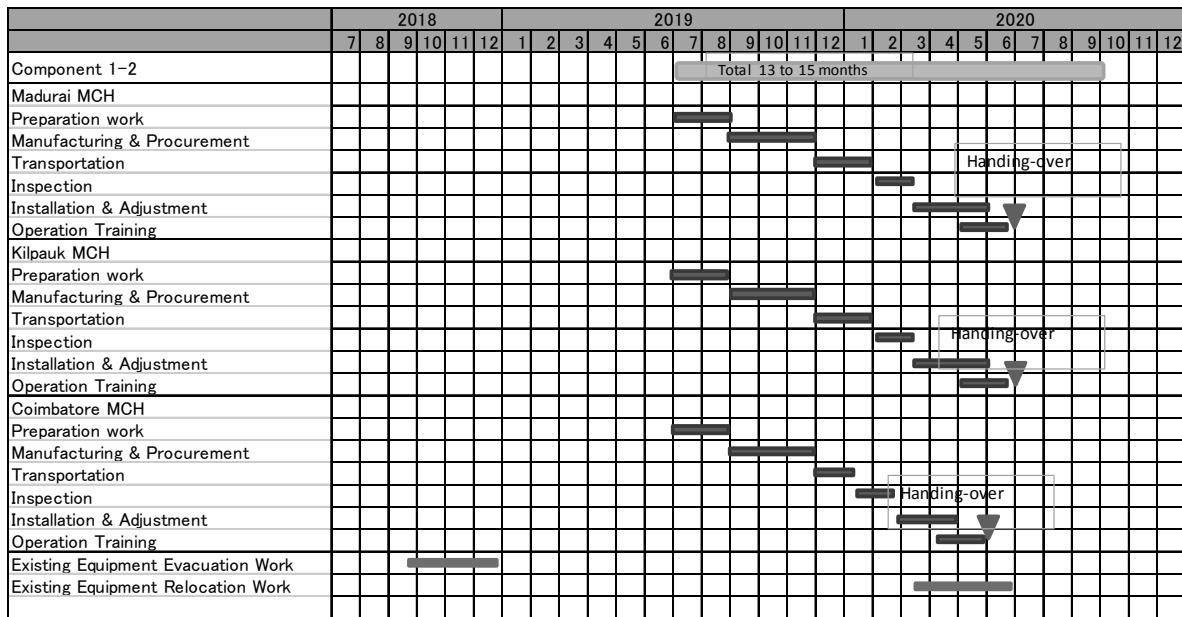 2018 2019 2020
7 8 9 10 11 12 1 2 3 4 5 6 7 8 9 10 11 12 1 2 3 4 5 6 7 8 9 10 11 12
Component 1-2 Total 13 to 15 months
Madurai MCH
Preparation work
Manufacturing & Procurement
Transportation Handing-over
Inspection
Installation & Adjustment
Operation Training
Kilpauk MCH
Preparation work
Manufacturing & Procurement
Transportation
Inspection Handing-over
Installation & Adjustment
Operation Training
Coimbatore MCH
Preparation work
Manufacturing & Procurement
Transportation
Inspection Handing-over
Installation & Adjustment
Operation Training
Existing Equipment Evacuation Work
Existing Equipment Relocation Work